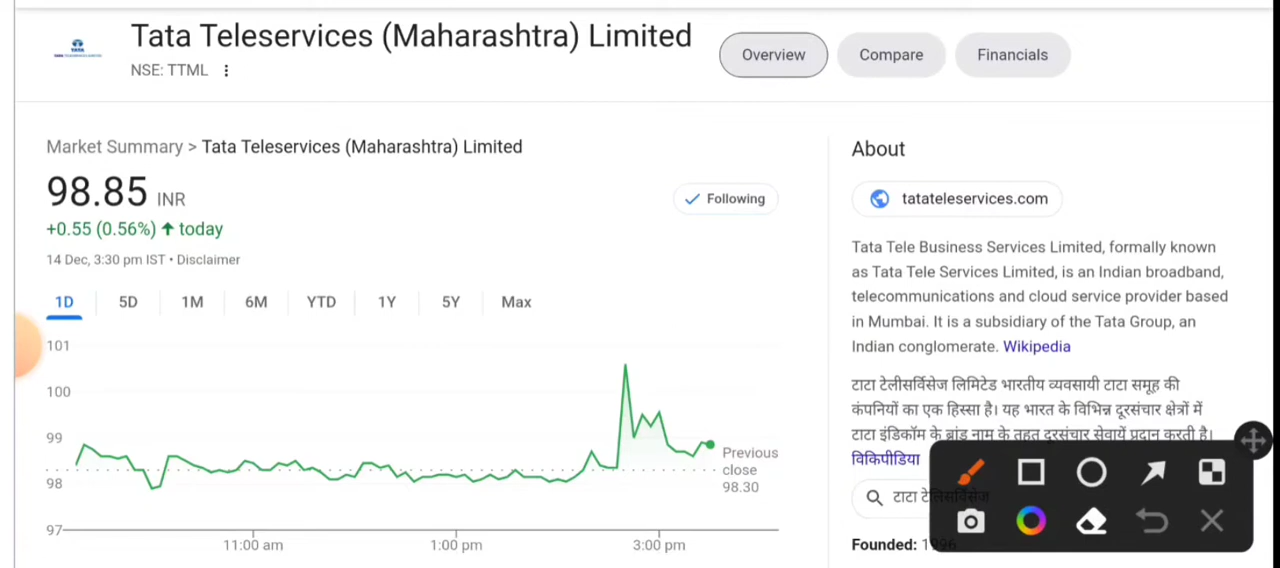 Tata Teleservices (Maharashtra) Limited
NSE: TTML
Overview
Compare
Financials
Market Summary > Tata Teleservices (Maharashtra) Limited
98.85 INR
+0.55 (0.56%) ↑ today
14 Dec, 3:30 pm IST • Disclaimer
Following
1D
5D
1M
6M
YTD
1Y
5Y
Max
101
100
99
98
97
Previous
close
98.30
11:00 am
1:00 pm
3:00 pm
About
tatateleservices.com
Tata Tele Business Services Limited, formally known
as Tata Tele Services Limited, is an Indian broadband,
telecommunications and cloud service provider based
in Mumbai. It is a subsidiary of the Tata Group, an
Indian conglomerate. Wikipedia
टाटा टेलीसर्विसेज लिमिटेड भारतीय व्यवसायी टाटा समूह की
कंपनियों का एक हिस्सा है। यह भारत के विभिन्न दूरसंचार क्षेत्रों में
टाटा इंडिकॉम के ब्रांड नाम के तहत दूरसंचार सेवायें प्रदान करती है।
विकिपीडिया
टाटा टेलिसर्विसेज
Founded: 1996